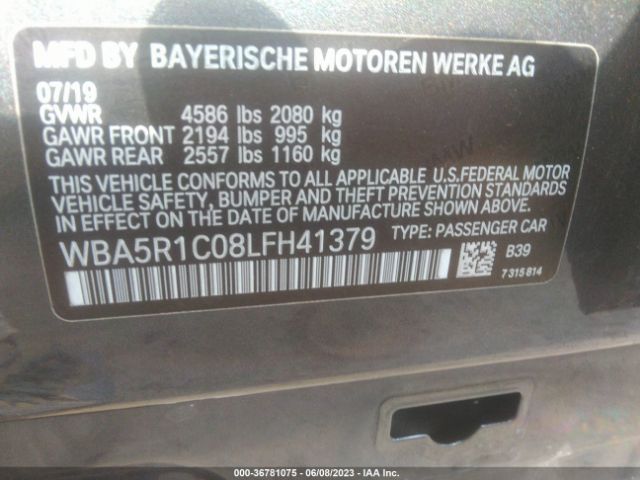 MFD BY BAYERISCHE MOTOREN WERKE AG
07/19
GVWR 4586 lbs 2080 kg
GAWR FRONT 2194 lbs 995 kg
GAWR REAR 2557 lbs 1160 kg
THIS VEHICLE CONFORMS TO ALL APPLICABLE U.S.FEDERAL MOTOR
VEHICLE SAFETY, BUMPER AND THEFT PREVENTION STANDARDS
IN EFFECT ON THE DATE OF MANUFACTURE SHOWN ABOVE.
WBA5R1C08LFH41379 TYPE: PASSENGER CAR
B39
7315814
000-36781075 - 06/08/2023 - IAA Inc.